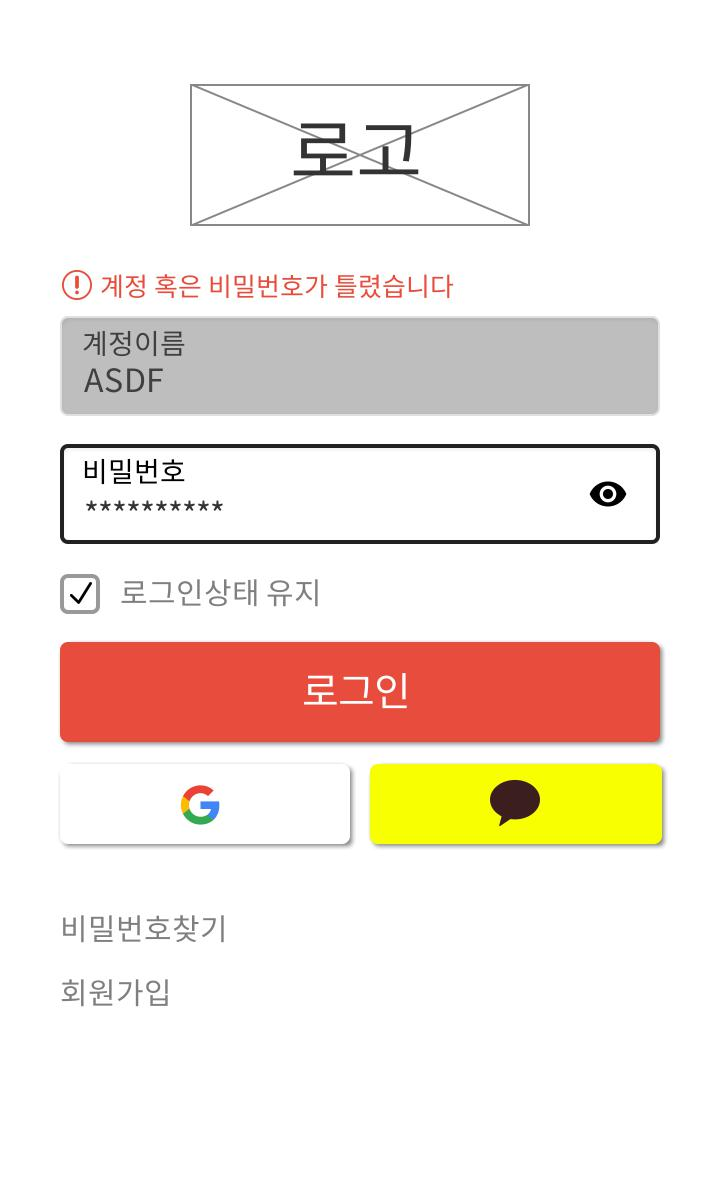 로고
계정 혹은 비밀번호가 틀렸습니다
계정이름
ASDF
비밀번호
**********
로그인상태 유지
로그인
비밀번호찾기
회원가입